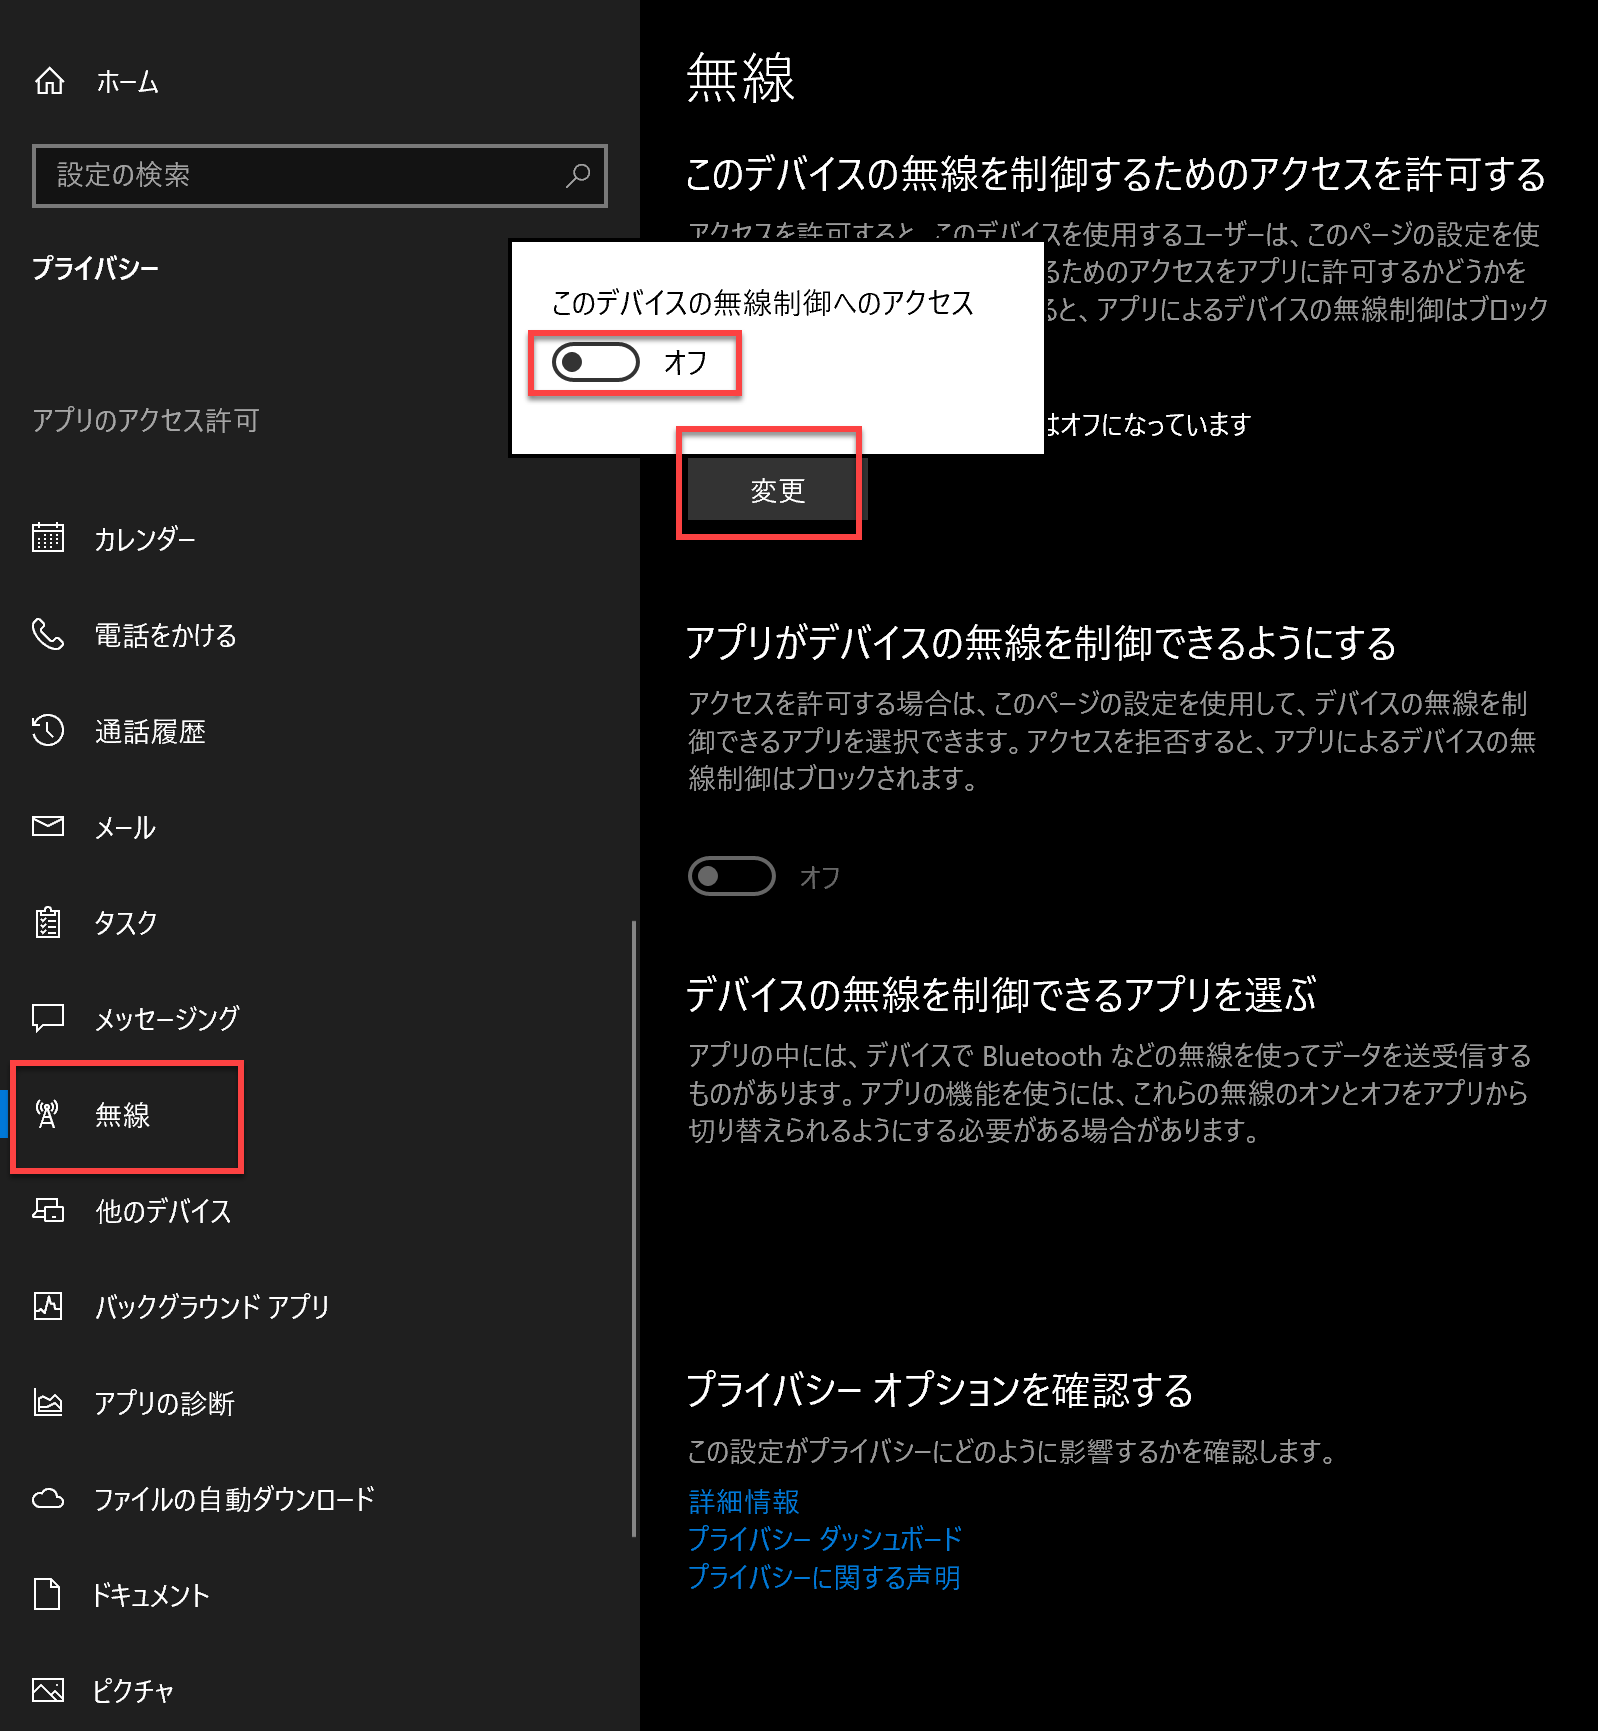 ホーム
設定の検索
プライバシー
アプリのアクセス許可
カレンダー
電話をかける
通話履歴
メール
タスク
メッセージング
無線
他のデバイス
バックグラウンド アプリ
アプリの診断
ファイルの自動ダウンロード
ドキュメント
ピクチャ
無線
このデバイスの無線を制御するためのアクセスを許可する
アクセスを許可すると、このデバイスを使用するユーザーは、このページの設定を使
るためのアクセスをアプリに許可するかどうかを
ると、アプリによるデバイスの無線制御はブロック
このデバイスの無線制御へのアクセス
オフ
はオフになっています
変更
アプリがデバイスの無線を制御できるようにする
アクセスを許可する場合は、このページの設定を使用して、デバイスの無線を制
御できるアプリを選択できます。アクセスを拒否すると、アプリによるデバイスの無
線制御はブロックされます。
オフ
デバイスの無線を制御できるアプリを選ぶ
アプリの中には、デバイスで Bluetooth などの無線を使ってデータを送受信する
ものがあります。アプリの機能を使うには、これらの無線のオンとオフをアプリから
切り替えられるようにする必要がある場合があります。
プライバシー オプションを確認する
この設定がプライバシーにどのように影響するかを確認します。
詳細情報
プライバシー ダッシュボード
プライバシーに関する声明